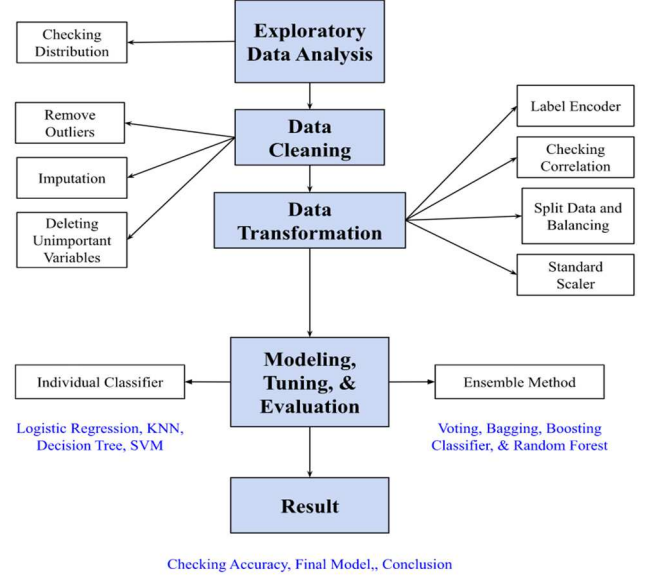 Exploratory
Data Analysis
Checking
Distribution
Data
Cleaning
Remove
Outliers
Imputation
Deleting
Unimportant
Variables
Data
Transformation
Label Encoder
Checking
Correlation
Split Data and
Balancing
Standard
Scaler
Modeling,
Tuning, &
Evaluation
Individual Classifier
Logistic Regression, KNN,
Decision Tree, SVM
Ensemble Method
Voting, Bagging, Boosting
Classifier, & Random Forest
Result
Checking Accuracy, Final Model,, Conclusion